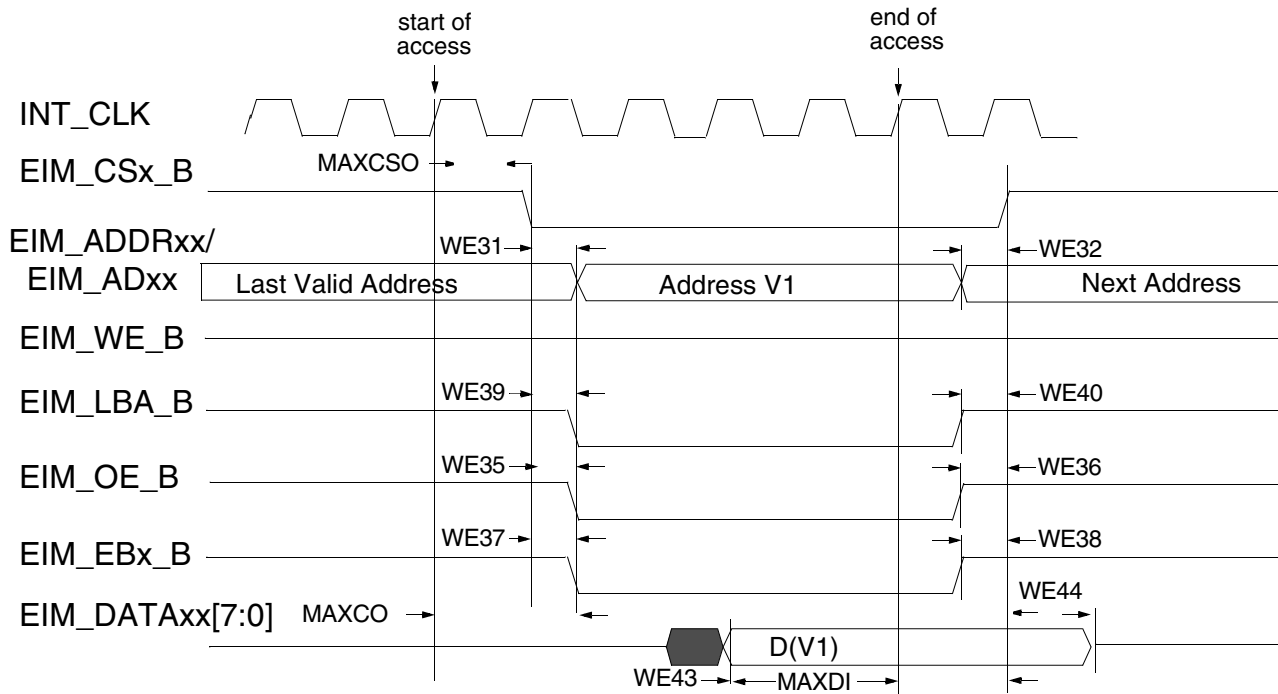 start of
access
end of
access
INT_CLK
EIM_CSx_B
MAXCSO
EIM_ADDRxx/
WE31
WE32
EIM_ADxx
Last Valid Address
Address V1
Next Address
EIM_WE_B
EIM_LBA_B
WE39
WE40
EIM_OE_B
WE35
WE36
EIM_EBx_B
WE37
WE38
WE44
EIM_DATAxx[7:0]
MAXCO
D(V1)
WE43
MAXDI